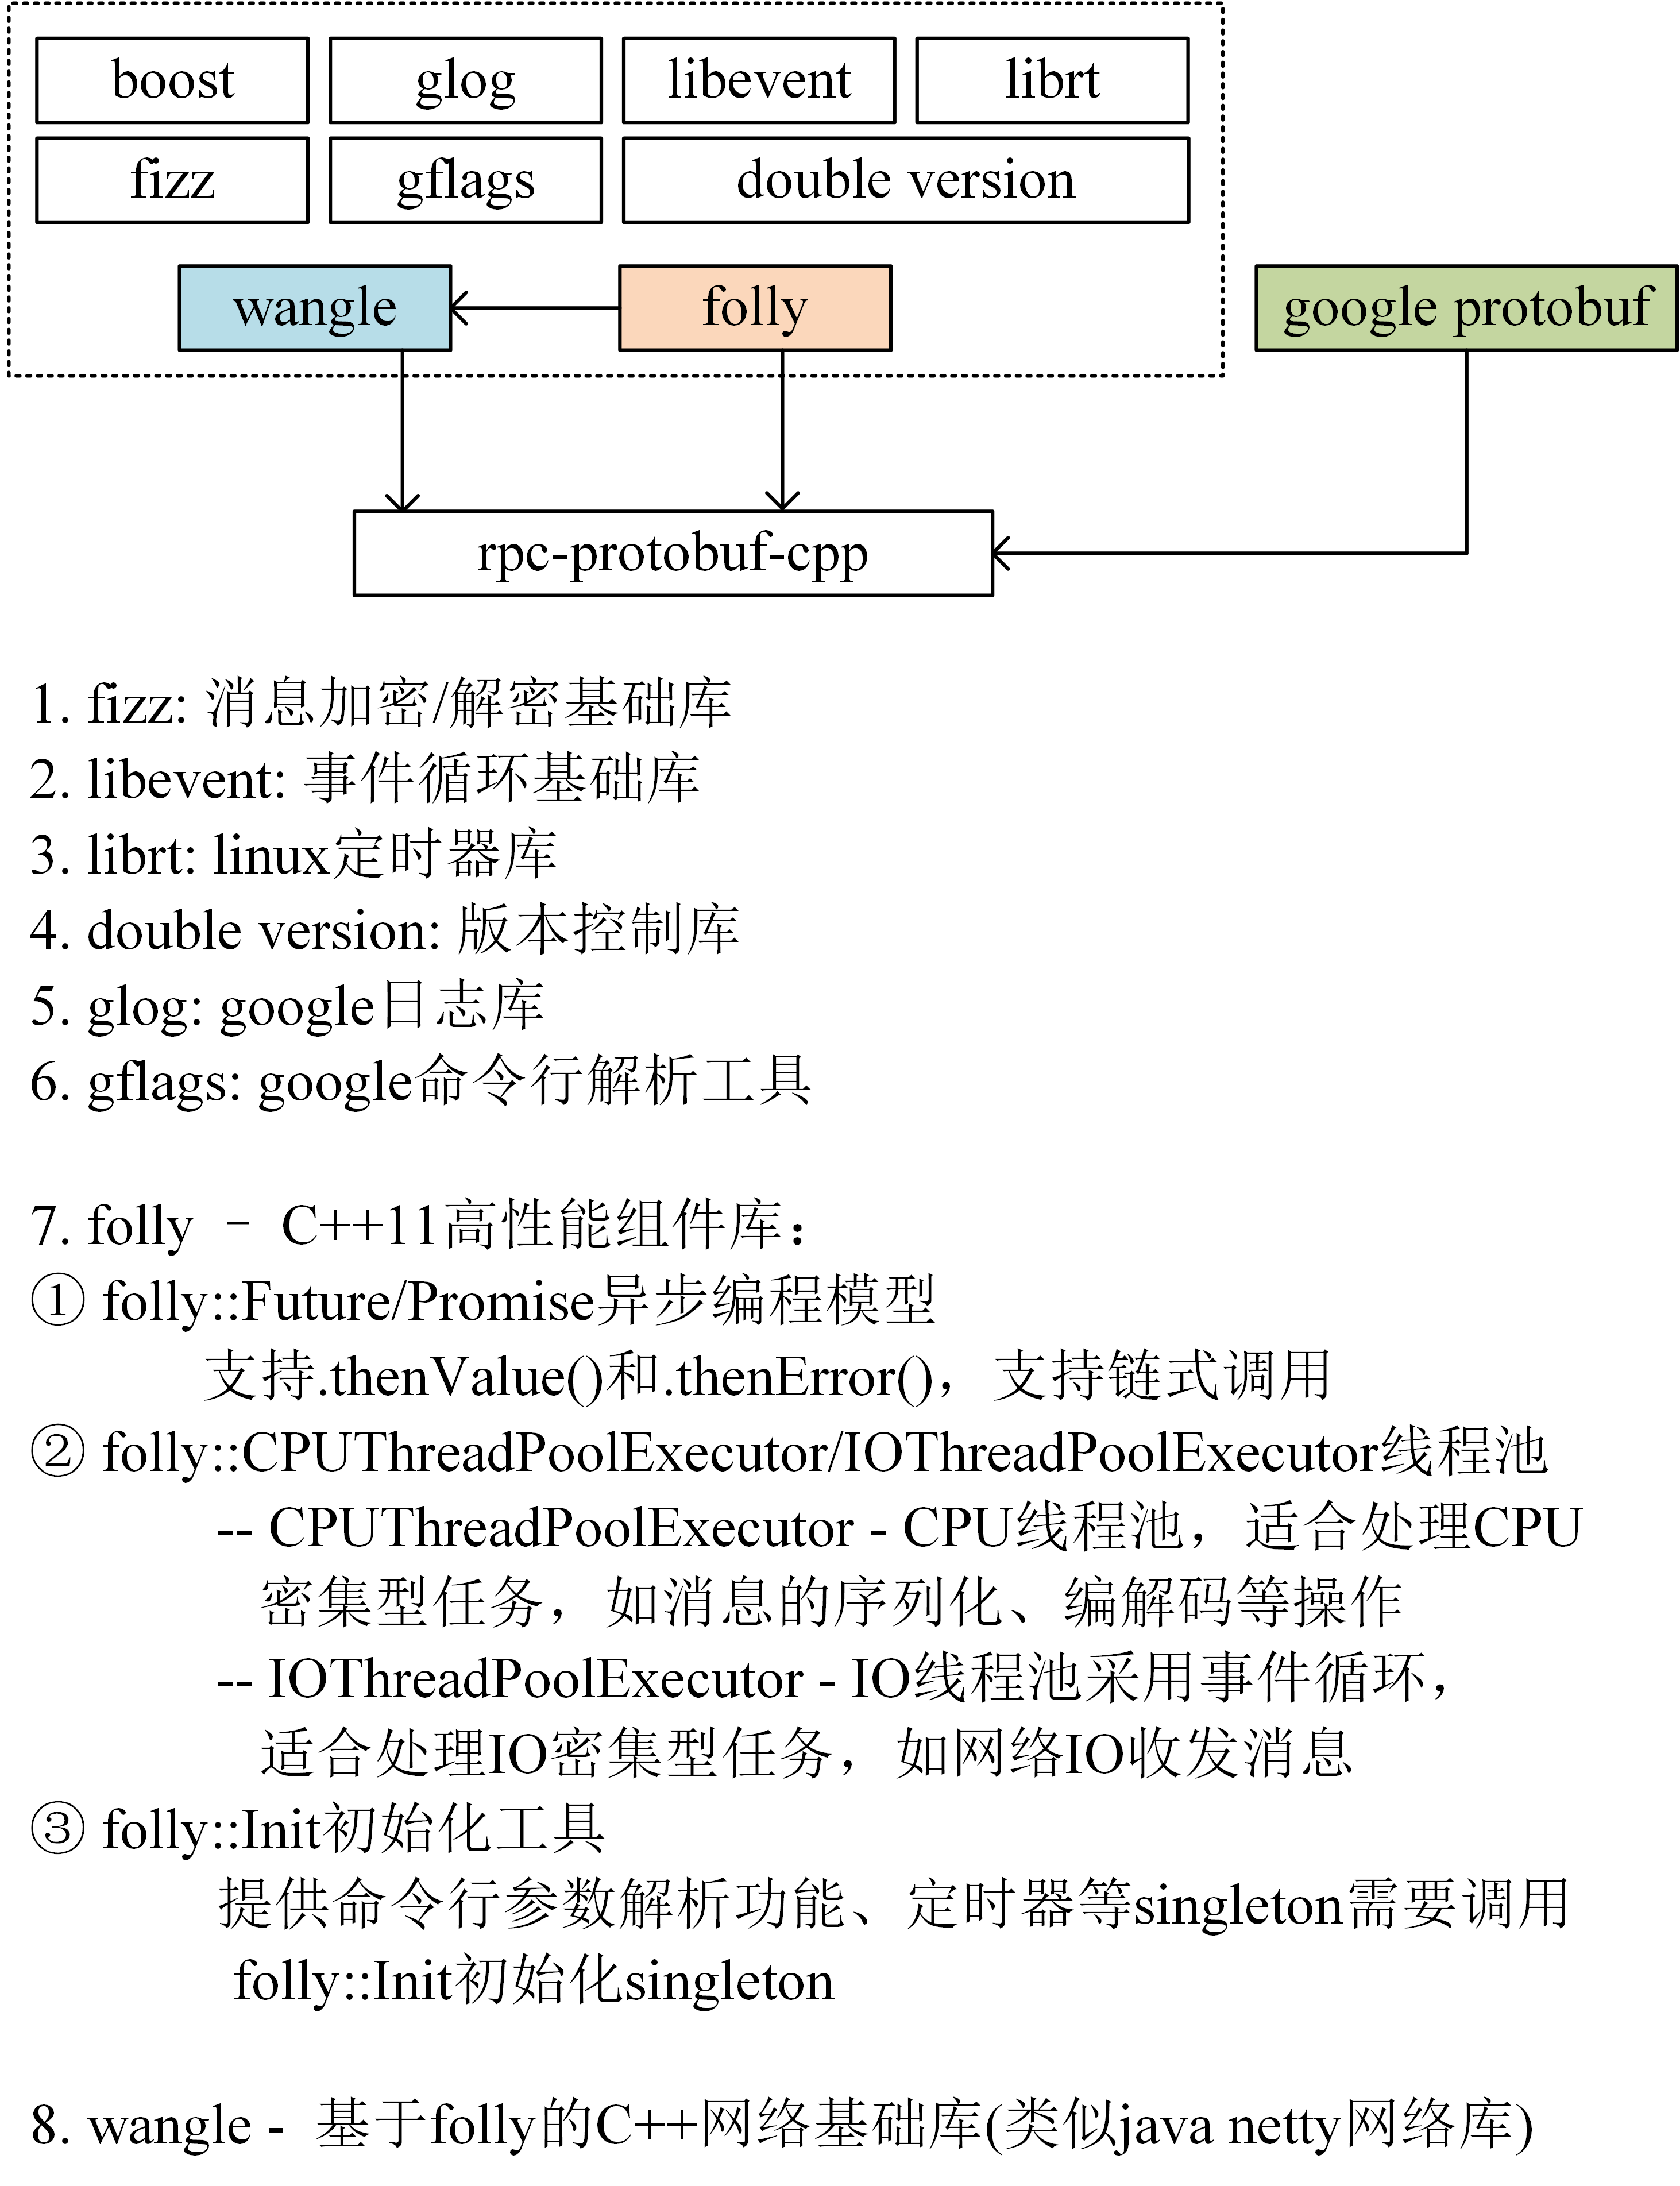 boost glog libevent librt
fizz gflags double version
wangle folly google protobuf
rpc-protobuf-cpp
1. fizz: 消息加密/解密基础库
2. libevent: 事件循环基础库
3. librt: linux定时器库
4. double version: 版本控制库
5. glog: google日志库
6. gflags: google命令行解析工具
7. folly – C++11高性能组件库：
① folly::Future/Promise异步编程模型
支持.thenValue()和.thenError()，支持链式调用
② folly::CPUThreadPoolExecutor/IOThreadPoolExecutor线程池
-- CPUThreadPoolExecutor - CPU线程池，适合处理CPU
密集型任务，如消息的序列化、编解码等操作
-- IOThreadPoolExecutor - IO线程池采用事件循环，
适合处理IO密集型任务，如网络IO收发消息
③ folly::Init初始化工具
提供命令行参数解析功能、定时器等singleton需要调用
folly::Init初始化singleton
8. wangle - 基于folly的C++网络基础库(类似java netty网络库)